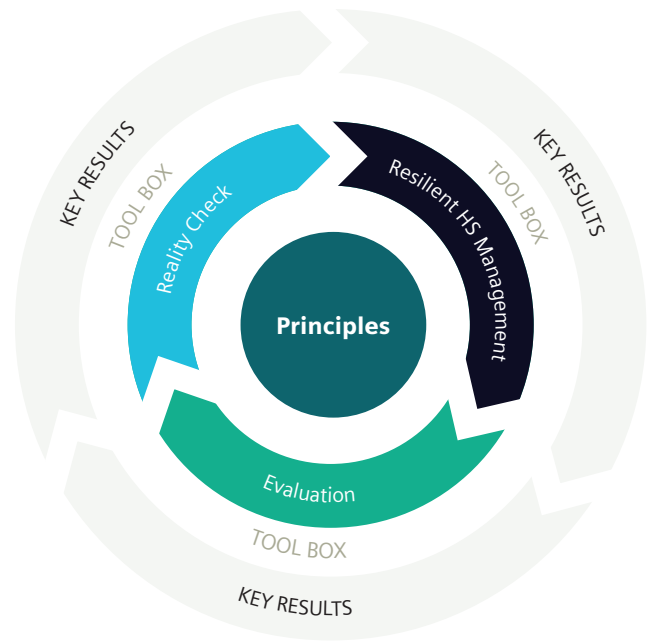 KEY RESULTS
KEY RESULTS
TOOL BOX
TOOL BOX
Reality Check
Resilient HS Management
Principles
Evaluation
TOOL BOX
KEY RESULTS